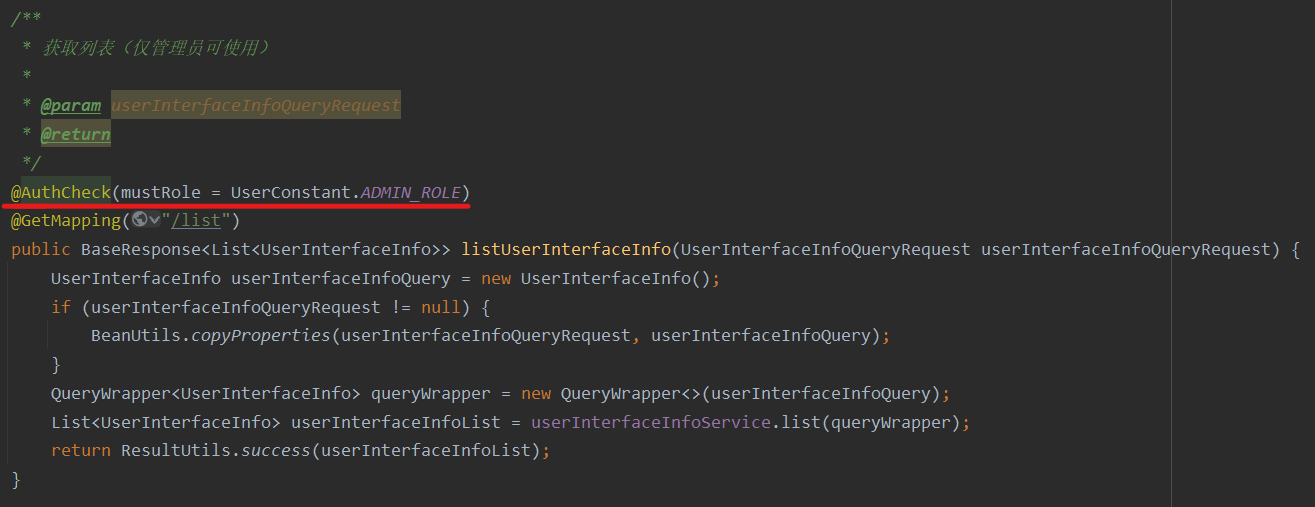 /**
 * 获取列表（仅管理员可使用）
 *
 * @param userInterfaceInfoQueryRequest
 * @return
 */
@AuthCheck(mustRole = UserConstant.ADMIN_ROLE)
@GetMapping("/list")
public BaseResponse<List<UserInterfaceInfo>> listUserInterfaceInfo(UserInterfaceInfoQueryRequest userInterfaceInfoQueryRequest) {
    UserInterfaceInfo userInterfaceInfoQuery = new UserInterfaceInfo();
    if (userInterfaceInfoQueryRequest != null) {
        BeanUtils.copyProperties(userInterfaceInfoQueryRequest, userInterfaceInfoQuery);
    }
    QueryWrapper<UserInterfaceInfo> queryWrapper = new QueryWrapper<>(userInterfaceInfoQuery);
    List<UserInterfaceInfo> userInterfaceInfoList = userInterfaceInfoService.list(queryWrapper);
    return ResultUtils.success(userInterfaceInfoList);
}